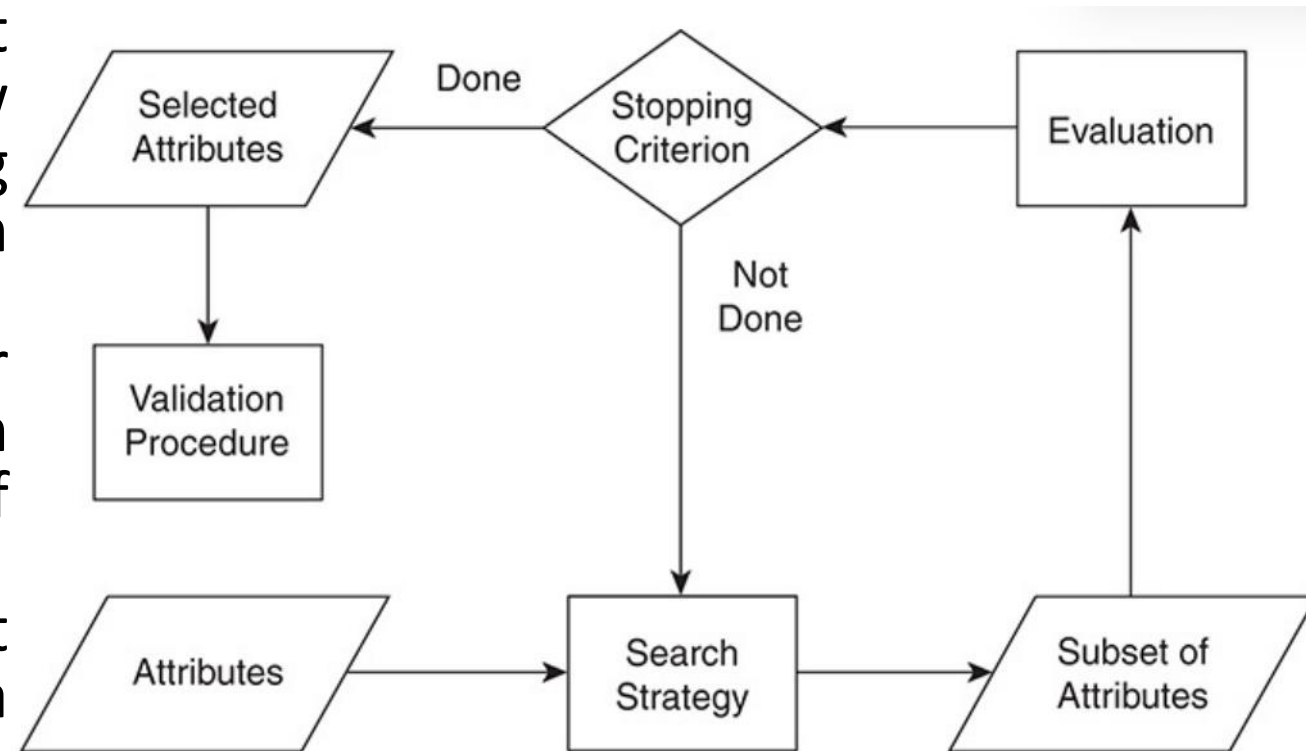 Done
Selected
Attributes
Stopping
Criterion
Evaluation
Not
Done
Validation
Procedure
Attributes
Search
Strategy
Subset of
Attributes